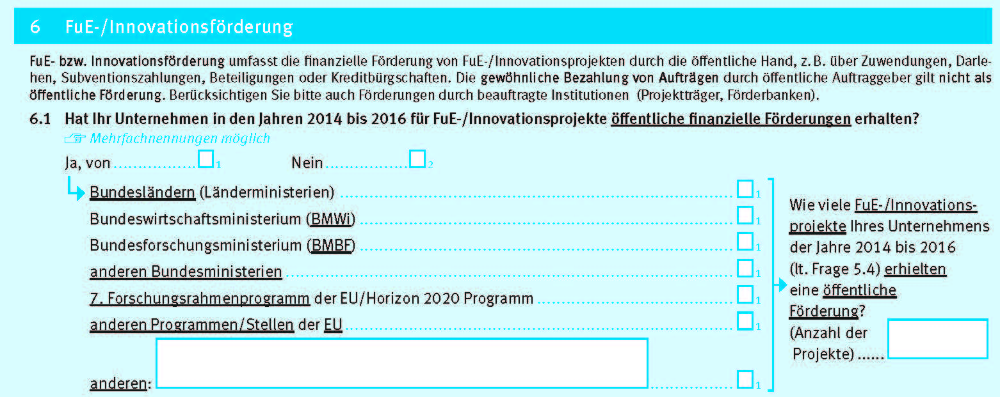 6 FuE-/Innovationsförderung
FuE- bzw. Innovationsförderung umfasst die finanzielle Förderung von FuE-/Innovationsprojekten durch die öffentliche Hand, z. B. über Zuwendungen, Darle-
hen, Subventionszahlungen, Beteiligungen oder Kreditbürgschaften. Die gewöhnliche Bezahlung von Aufträgen durch öffentliche Auftraggeber gilt nicht als
öffentliche Förderung. Berücksichtigen Sie bitte auch Förderungen durch beauftragte Institutionen (Projektträger, Förderbanken).
6.1 Hat Ihr Unternehmen in den Jahren 2014 bis 2016 für FuE-/Innovationsprojekte öffentliche finanzielle Förderungen erhalten?
☞ Mehrfachnennungen möglich
Ja, von ................. □ 1 Nein ................. □ 2
Bundesländern (Länderministerien) ........ □ 1
Bundeswirtschaftsministerium (BMWi) ........ □ 1
Bundesforschungsministerium (BMBF) ........ □ 1
anderen Bundesministerien ........ □ 1
7. Forschungsrahmenprogramm der EU/Horizon 2020 Programm ........ □ 1
anderen Programmen/Stellen der EU ........ □ 1
anderen: ........ □ 1
Wie viele FuE-/Innovations-
projekte Ihres Unternehmens
der Jahre 2014 bis 2016
(lt. Frage 5.4) erhielten
eine öffentliche
Förderung?
(Anzahl der
Projekte) ......